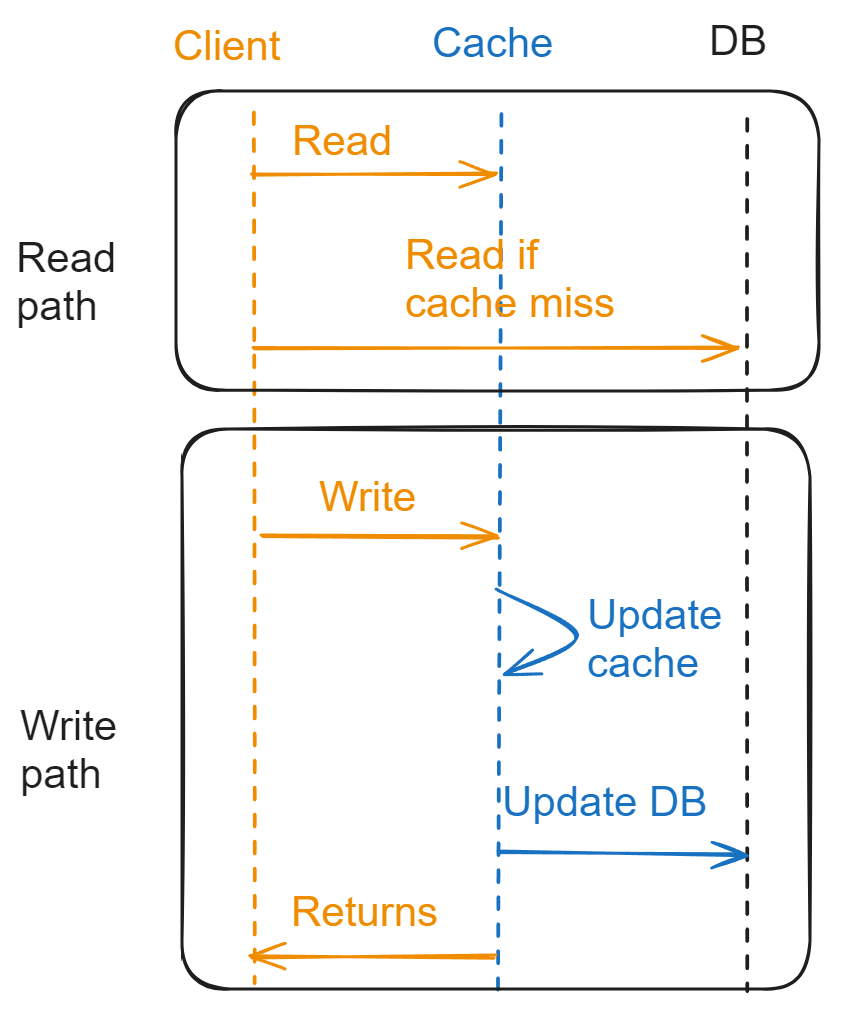 Client
Cache
DB
Read
path
Read
Read if
cache miss
Write
path
Write
Update
cache
Update DB
Returns